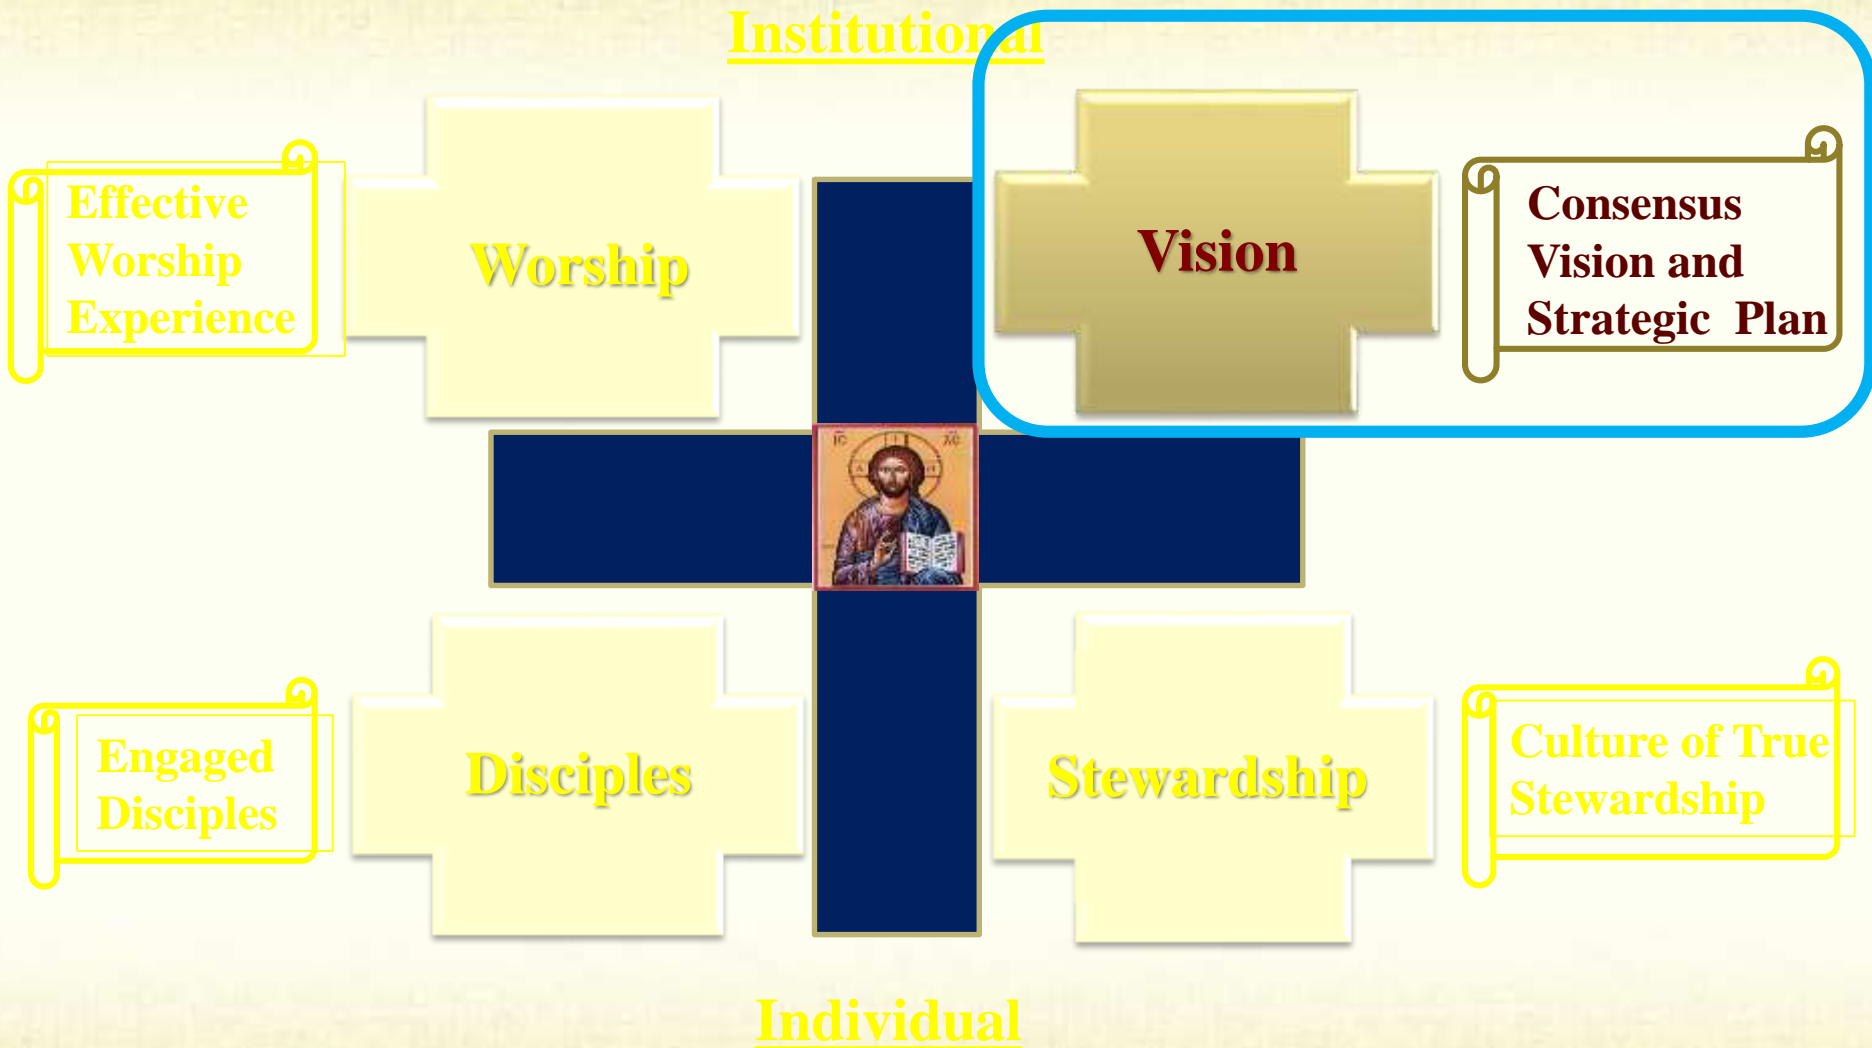 Institutional
Effective
Worship
Experience
Worship
Vision
Consensus
Vision and
Strategic Plan
IC
Engaged
Disciples
Disciples
Stewardship
Culture of True
Stewardship
Individual